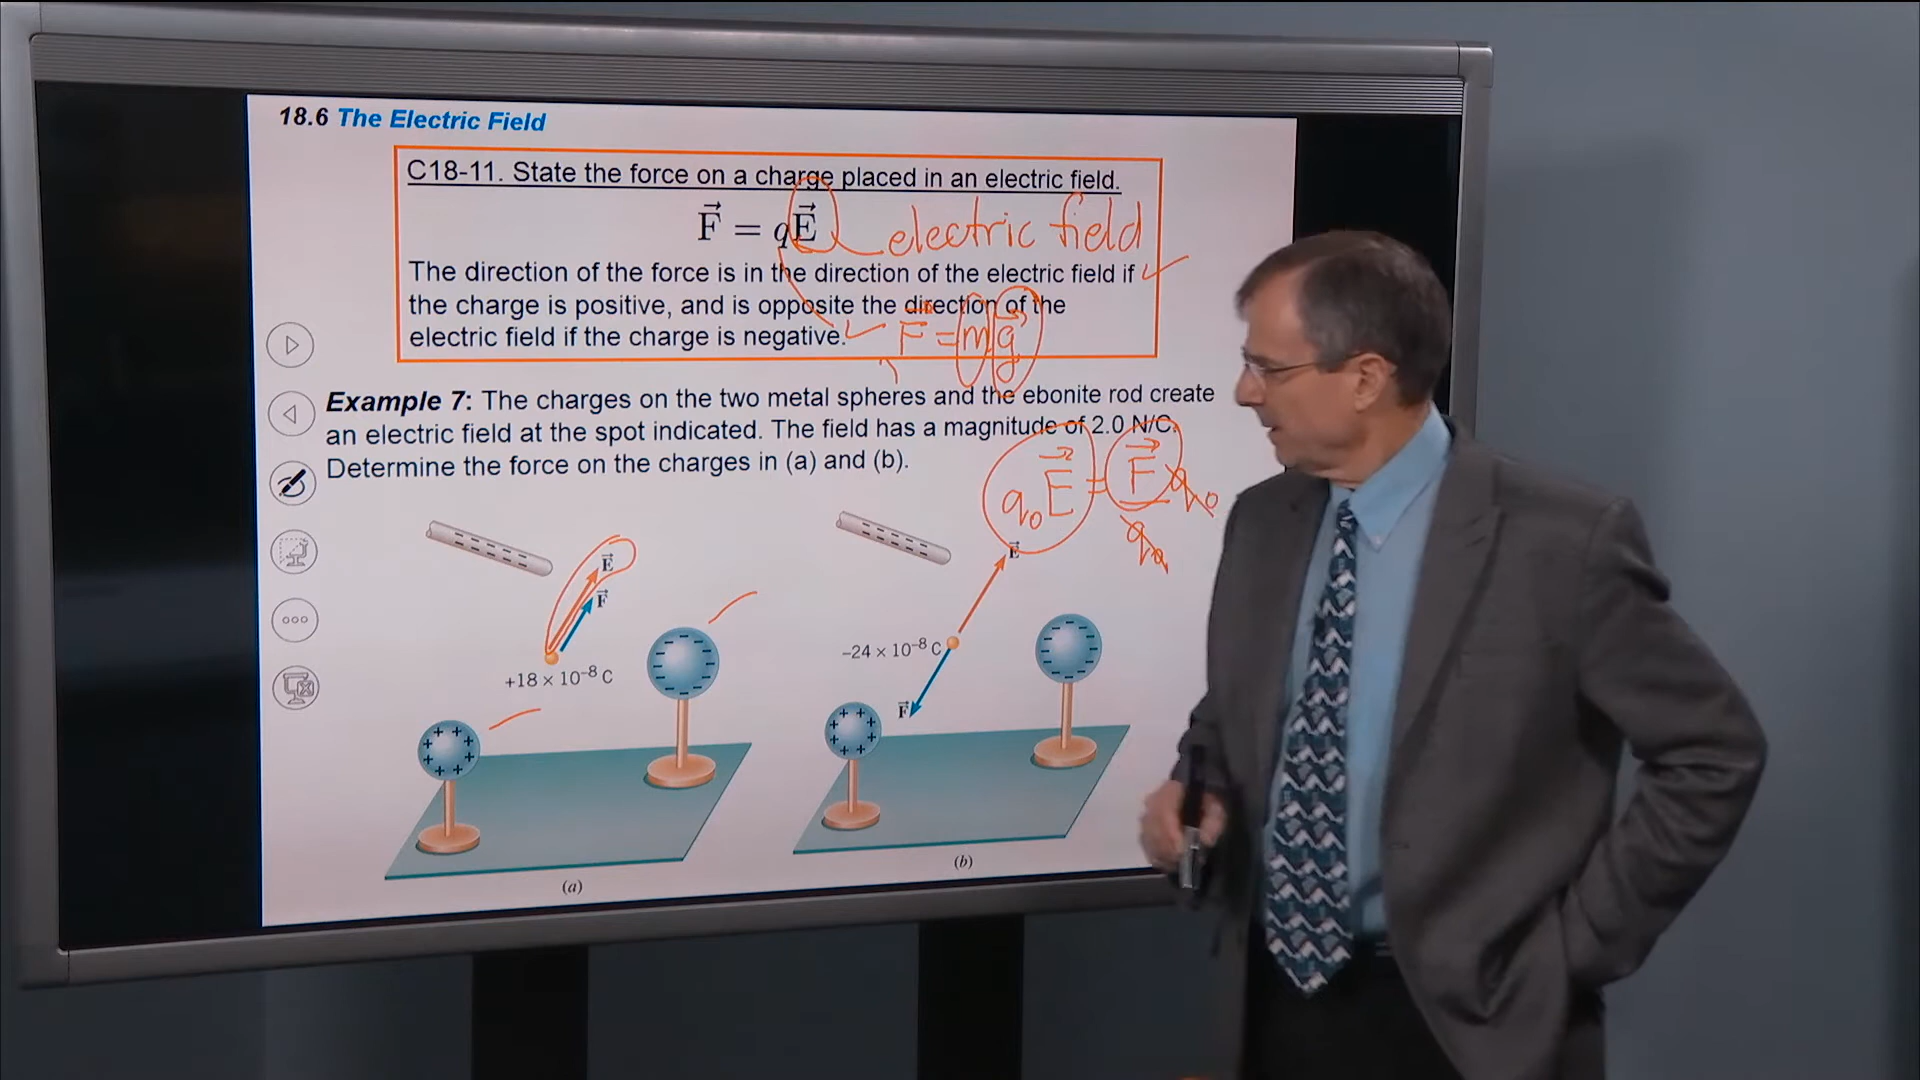 18.6 The Electric Field
C18-11. State the force on a charge placed in an electric field.
F⃗ = qE⃗
electric field
The direction of the force is in the direction of the electric field if
the charge is positive, and is opposite the direction of the
electric field if the charge is negative.
F⃗ = mg⃗
Example 7: The charges on the two metal spheres and the ebonite rod create
an electric field at the spot indicated. The field has a magnitude of 2.0 N/C.
Determine the force on the charges in (a) and (b).
q₀E⃗ = F⃗ q₀
q₀
E⃗
F⃗
+18 × 10⁻⁸ C
(a)
E⃗
−24 × 10⁻⁸ C
F⃗
(b)